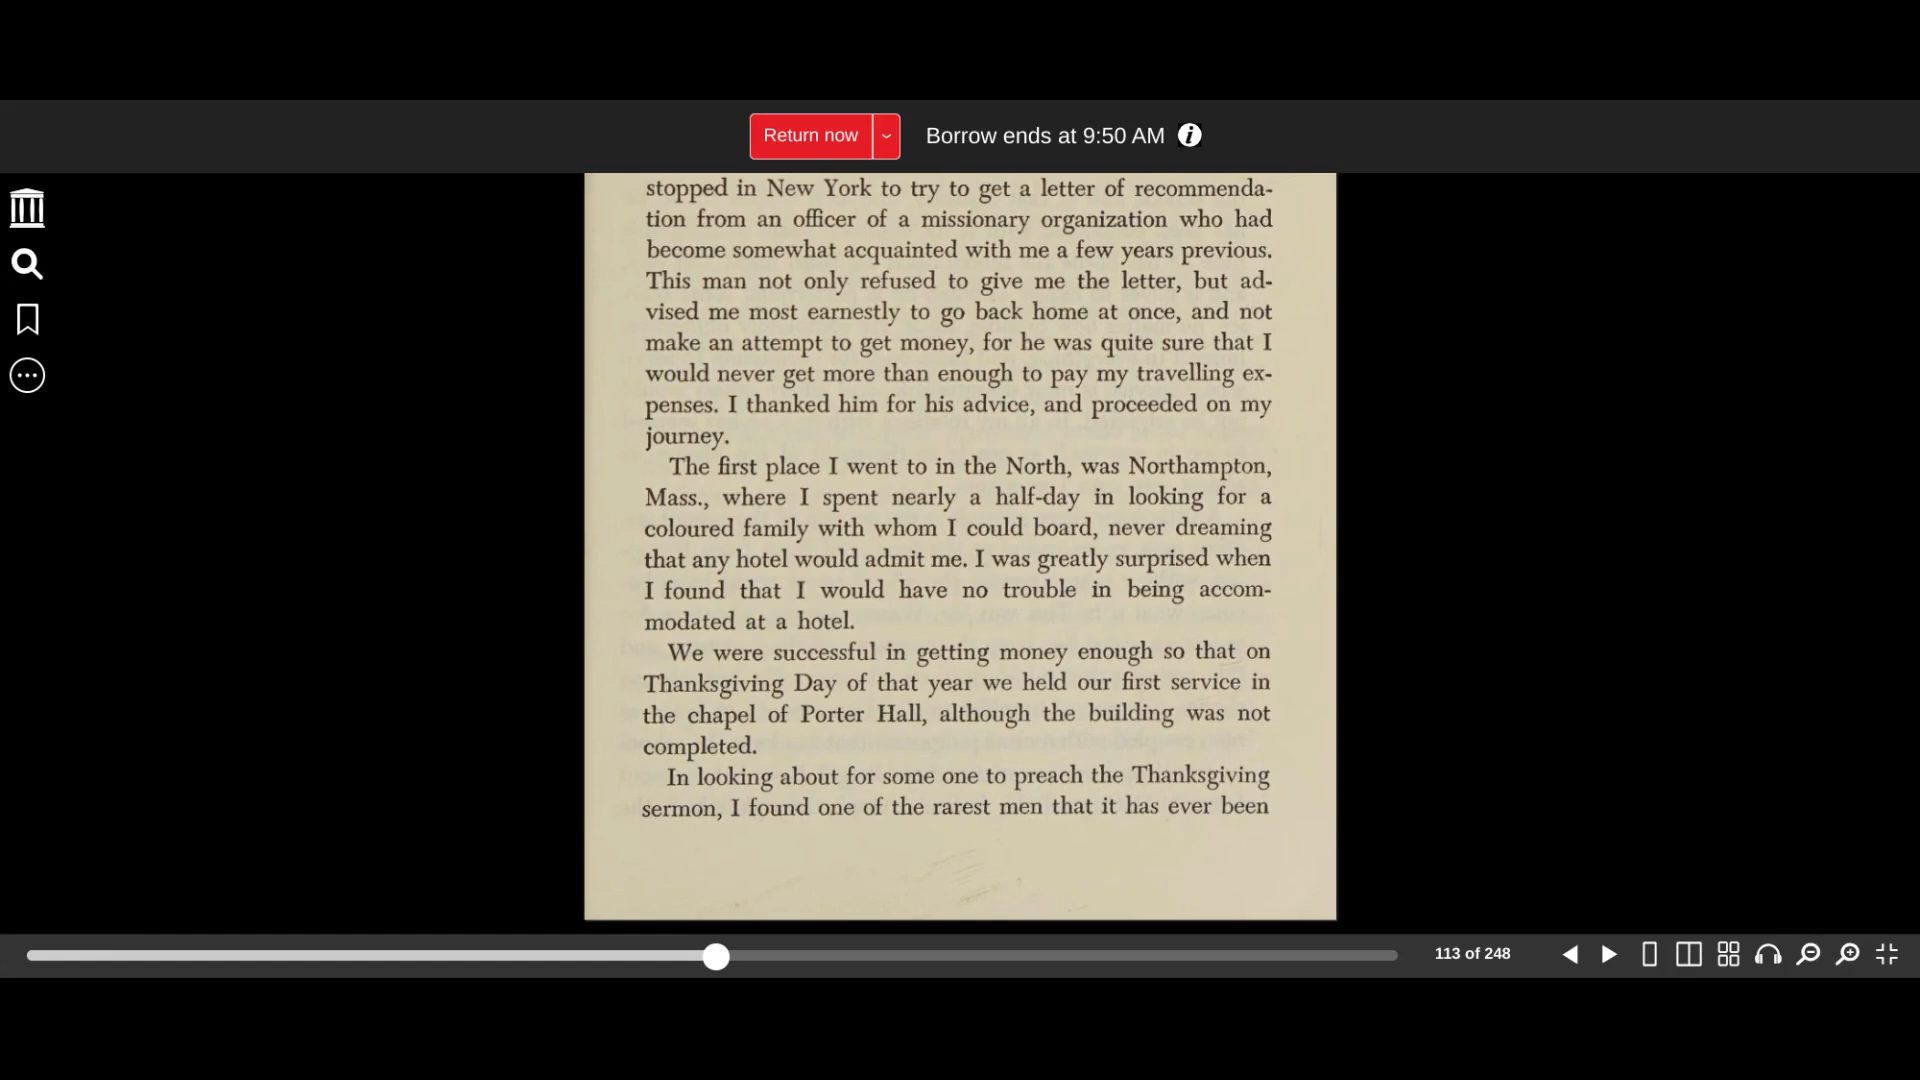 Return now
Borrow ends at 9:50 AM
stopped in New York to try to get a letter of recommenda-
tion from an officer of a missionary organization who had
become somewhat acquainted with me a few years previous.
This man not only refused to give me the letter, but ad-
vised me most earnestly to go back home at once, and not
make an attempt to get money, for he was quite sure that I
would never get more than enough to pay my travelling ex-
penses. I thanked him for his advice, and proceeded on my
journey.
The first place I went to in the North, was Northampton,
Mass., where I spent nearly a half-day in looking for a
coloured family with whom I could board, never dreaming
that any hotel would admit me. I was greatly surprised when
I found that I would have no trouble in being accom-
modated at a hotel.
We were successful in getting money enough so that on
Thanksgiving Day of that year we held our first service in
the chapel of Porter Hall, although the building was not
completed.
In looking about for some one to preach the Thanksgiving
sermon, I found one of the rarest men that it has ever been
113 of 248